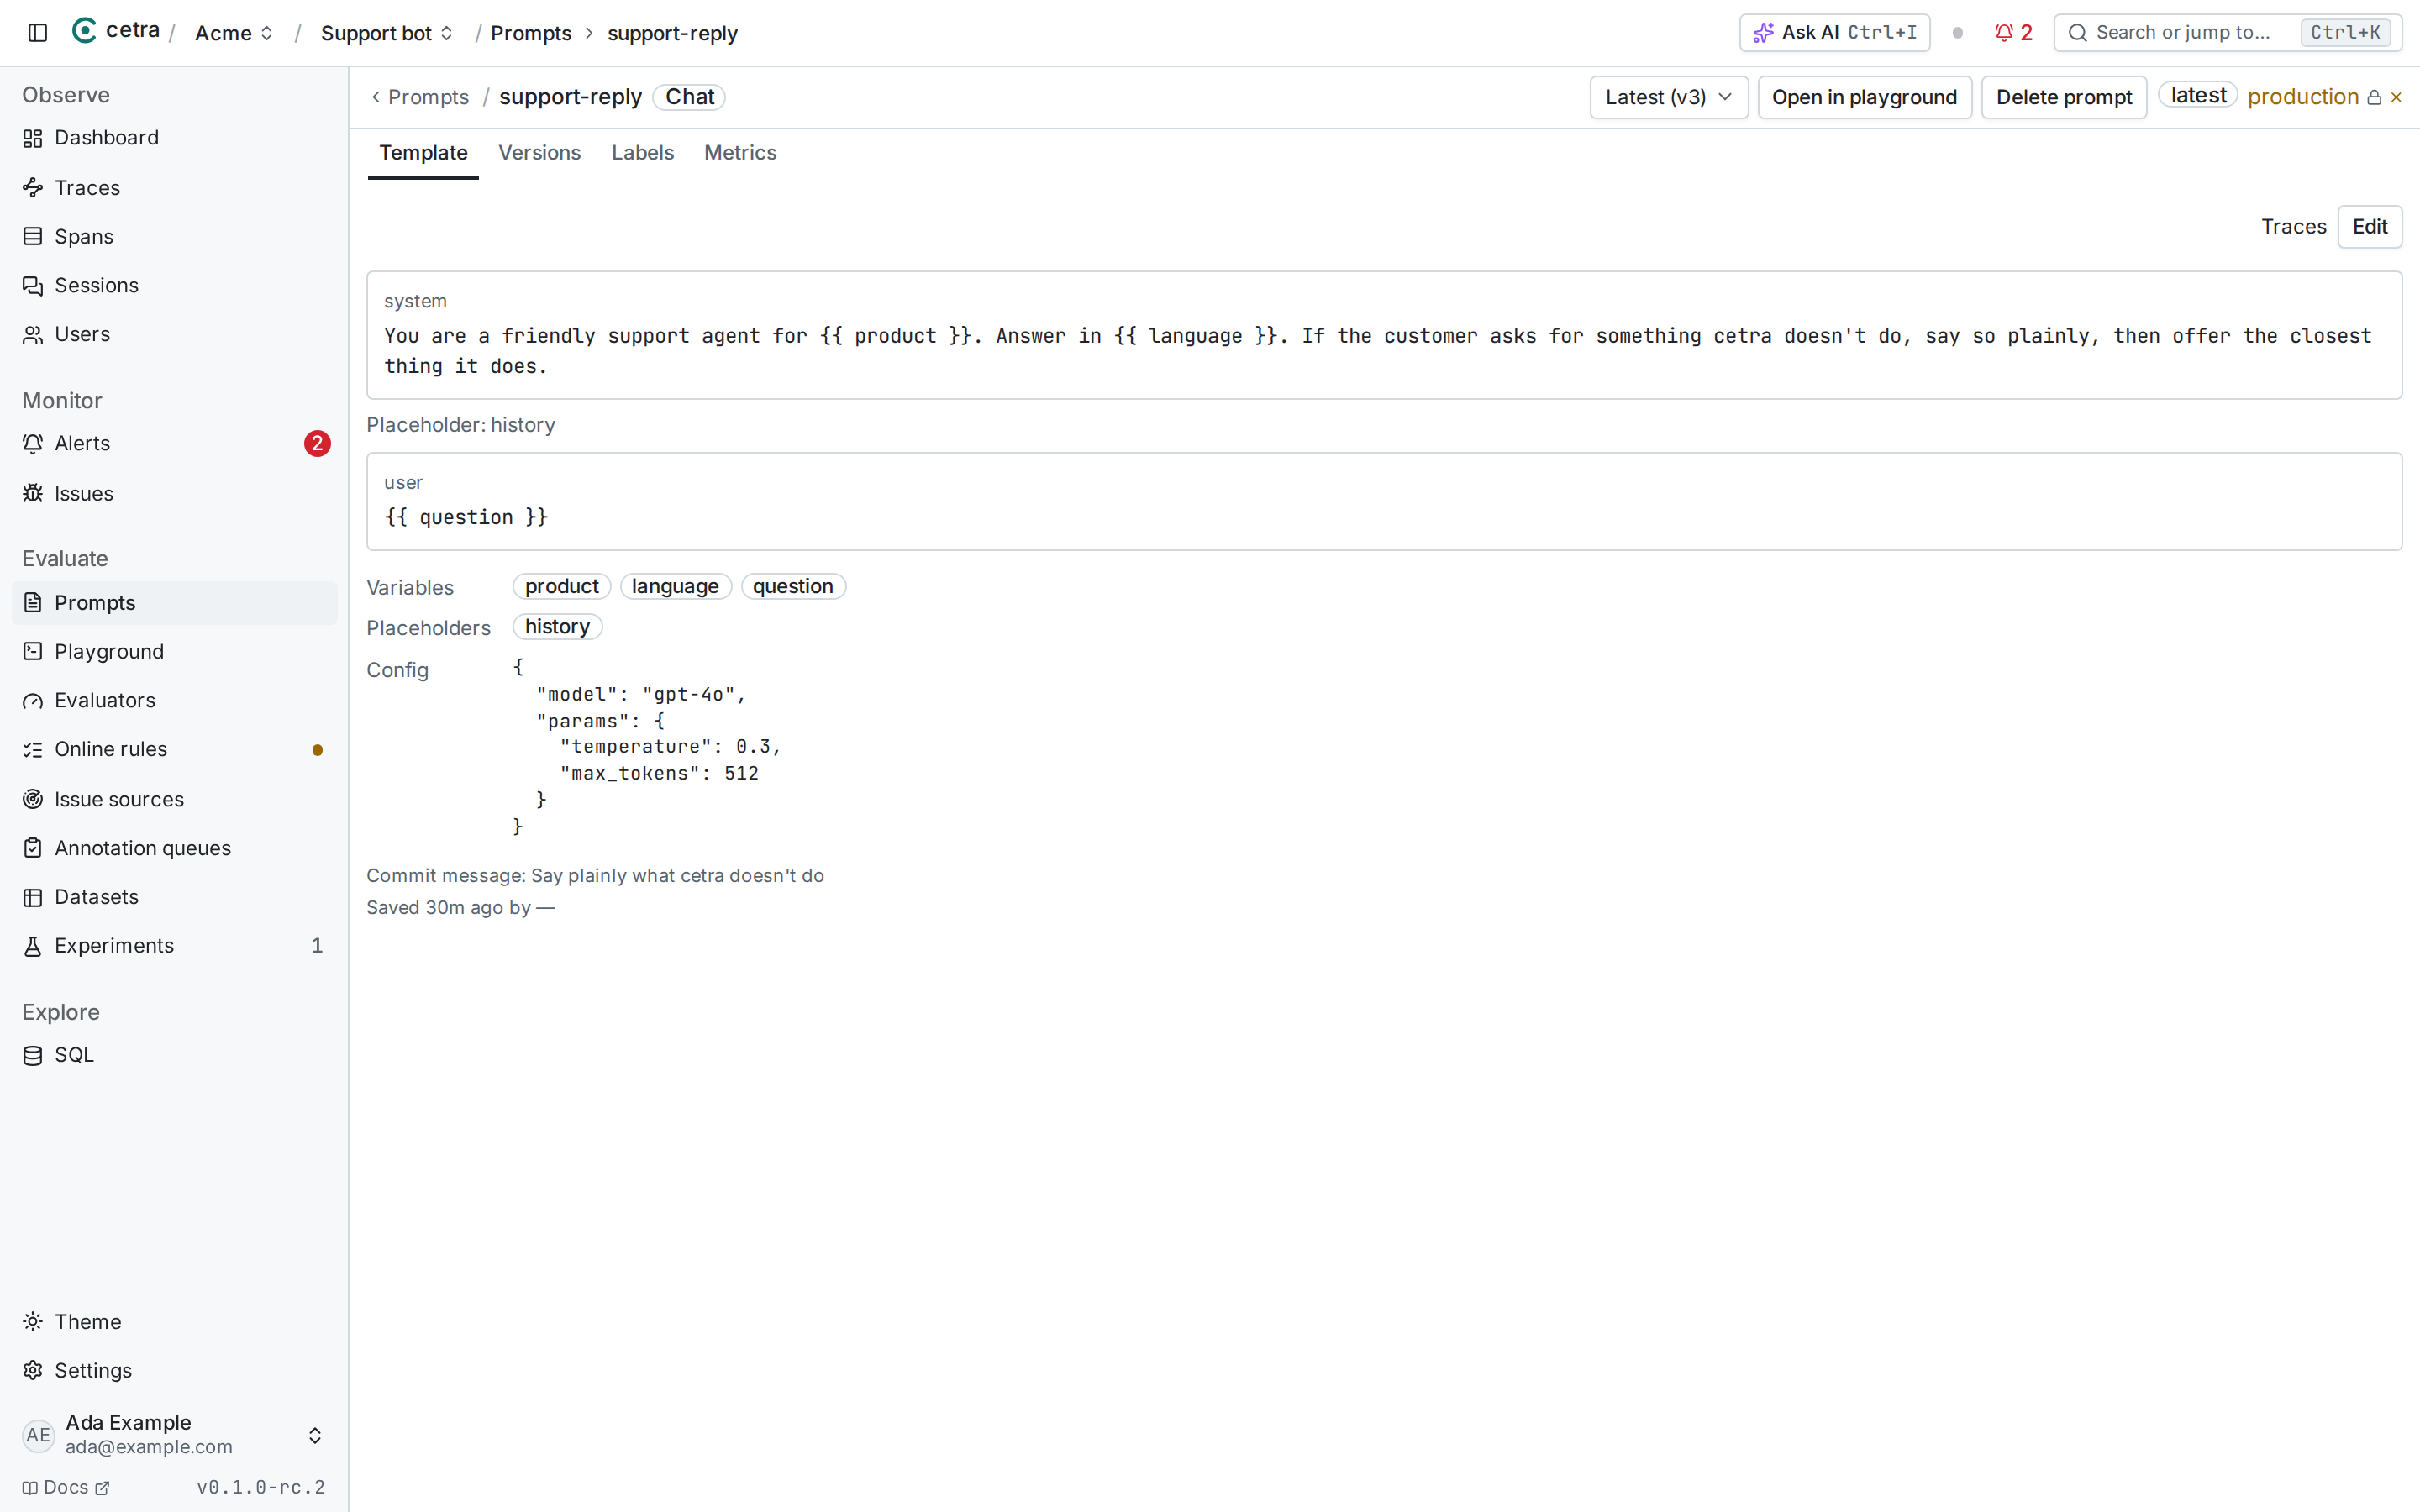 cetra / Acme / Support bot / Prompts > support-reply
Ask AI Ctrl+I
2
Search or jump to... Ctrl+K
Observe
Dashboard
Traces
Spans
Sessions
Users
Monitor
Alerts 2
Issues
Evaluate
Prompts
Playground
Evaluators
Online rules
Issue sources
Annotation queues
Datasets
Experiments 1
Explore
SQL
Theme
Settings
AE
Ada Example
ada@example.com
Docs v0.1.0-rc.2
Prompts / support-reply Chat
Latest (v3) Open in playground Delete prompt latest production ×
Template Versions Labels Metrics
Traces Edit
system
You are a friendly support agent for {{ product }}. Answer in {{ language }}. If the customer asks for something cetra doesn't do, say so plainly, then offer the closest
thing it does.
Placeholder: history
user
{{ question }}
Variables product language question
Placeholders history
Config {
"model": "gpt-4o",
"params": {
"temperature": 0.3,
"max_tokens": 512
}
}
Commit message: Say plainly what cetra doesn't do
Saved 30m ago by —